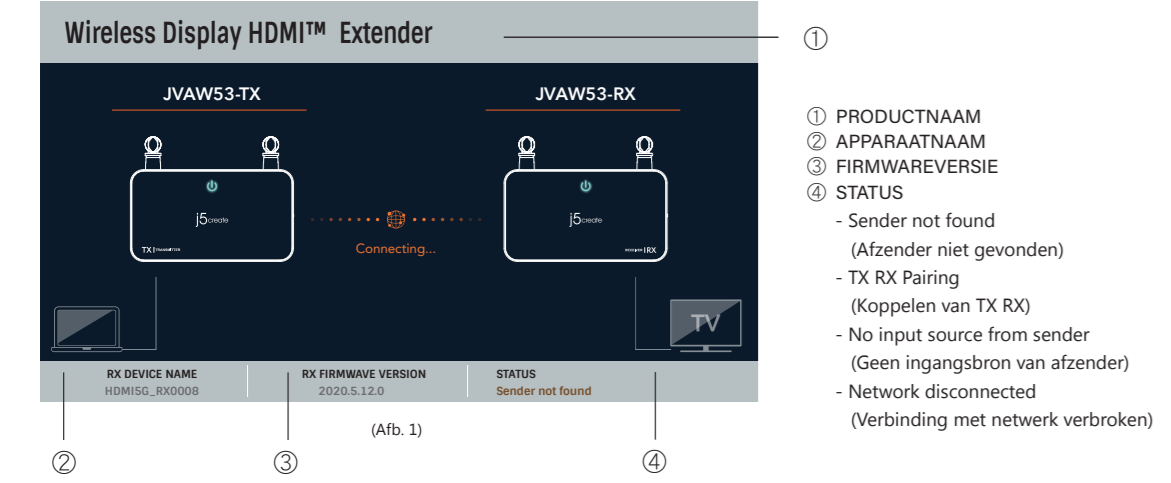 Wireless Display HDMI™ Extender
①
JVAW53-TX
JVAW53-RX
j5create
TX | TRANSMITTER
j5create
RECEIVER | RX
Connecting...
TV
RX DEVICE NAME
HDMI5G_RX0008
RX FIRMWAVE VERSION
2020.5.12.0
STATUS
Sender not found
(Afb. 1)
②
③
④
① PRODUCTNAAM
② APPARAATNAAM
③ FIRMWAREVERSIE
④ STATUS
- Sender not found
(Afzender niet gevonden)
- TX RX Pairing
(Koppelen van TX RX)
- No input source from sender
(Geen ingangsbron van afzender)
- Network disconnected
(Verbinding met netwerk verbroken)